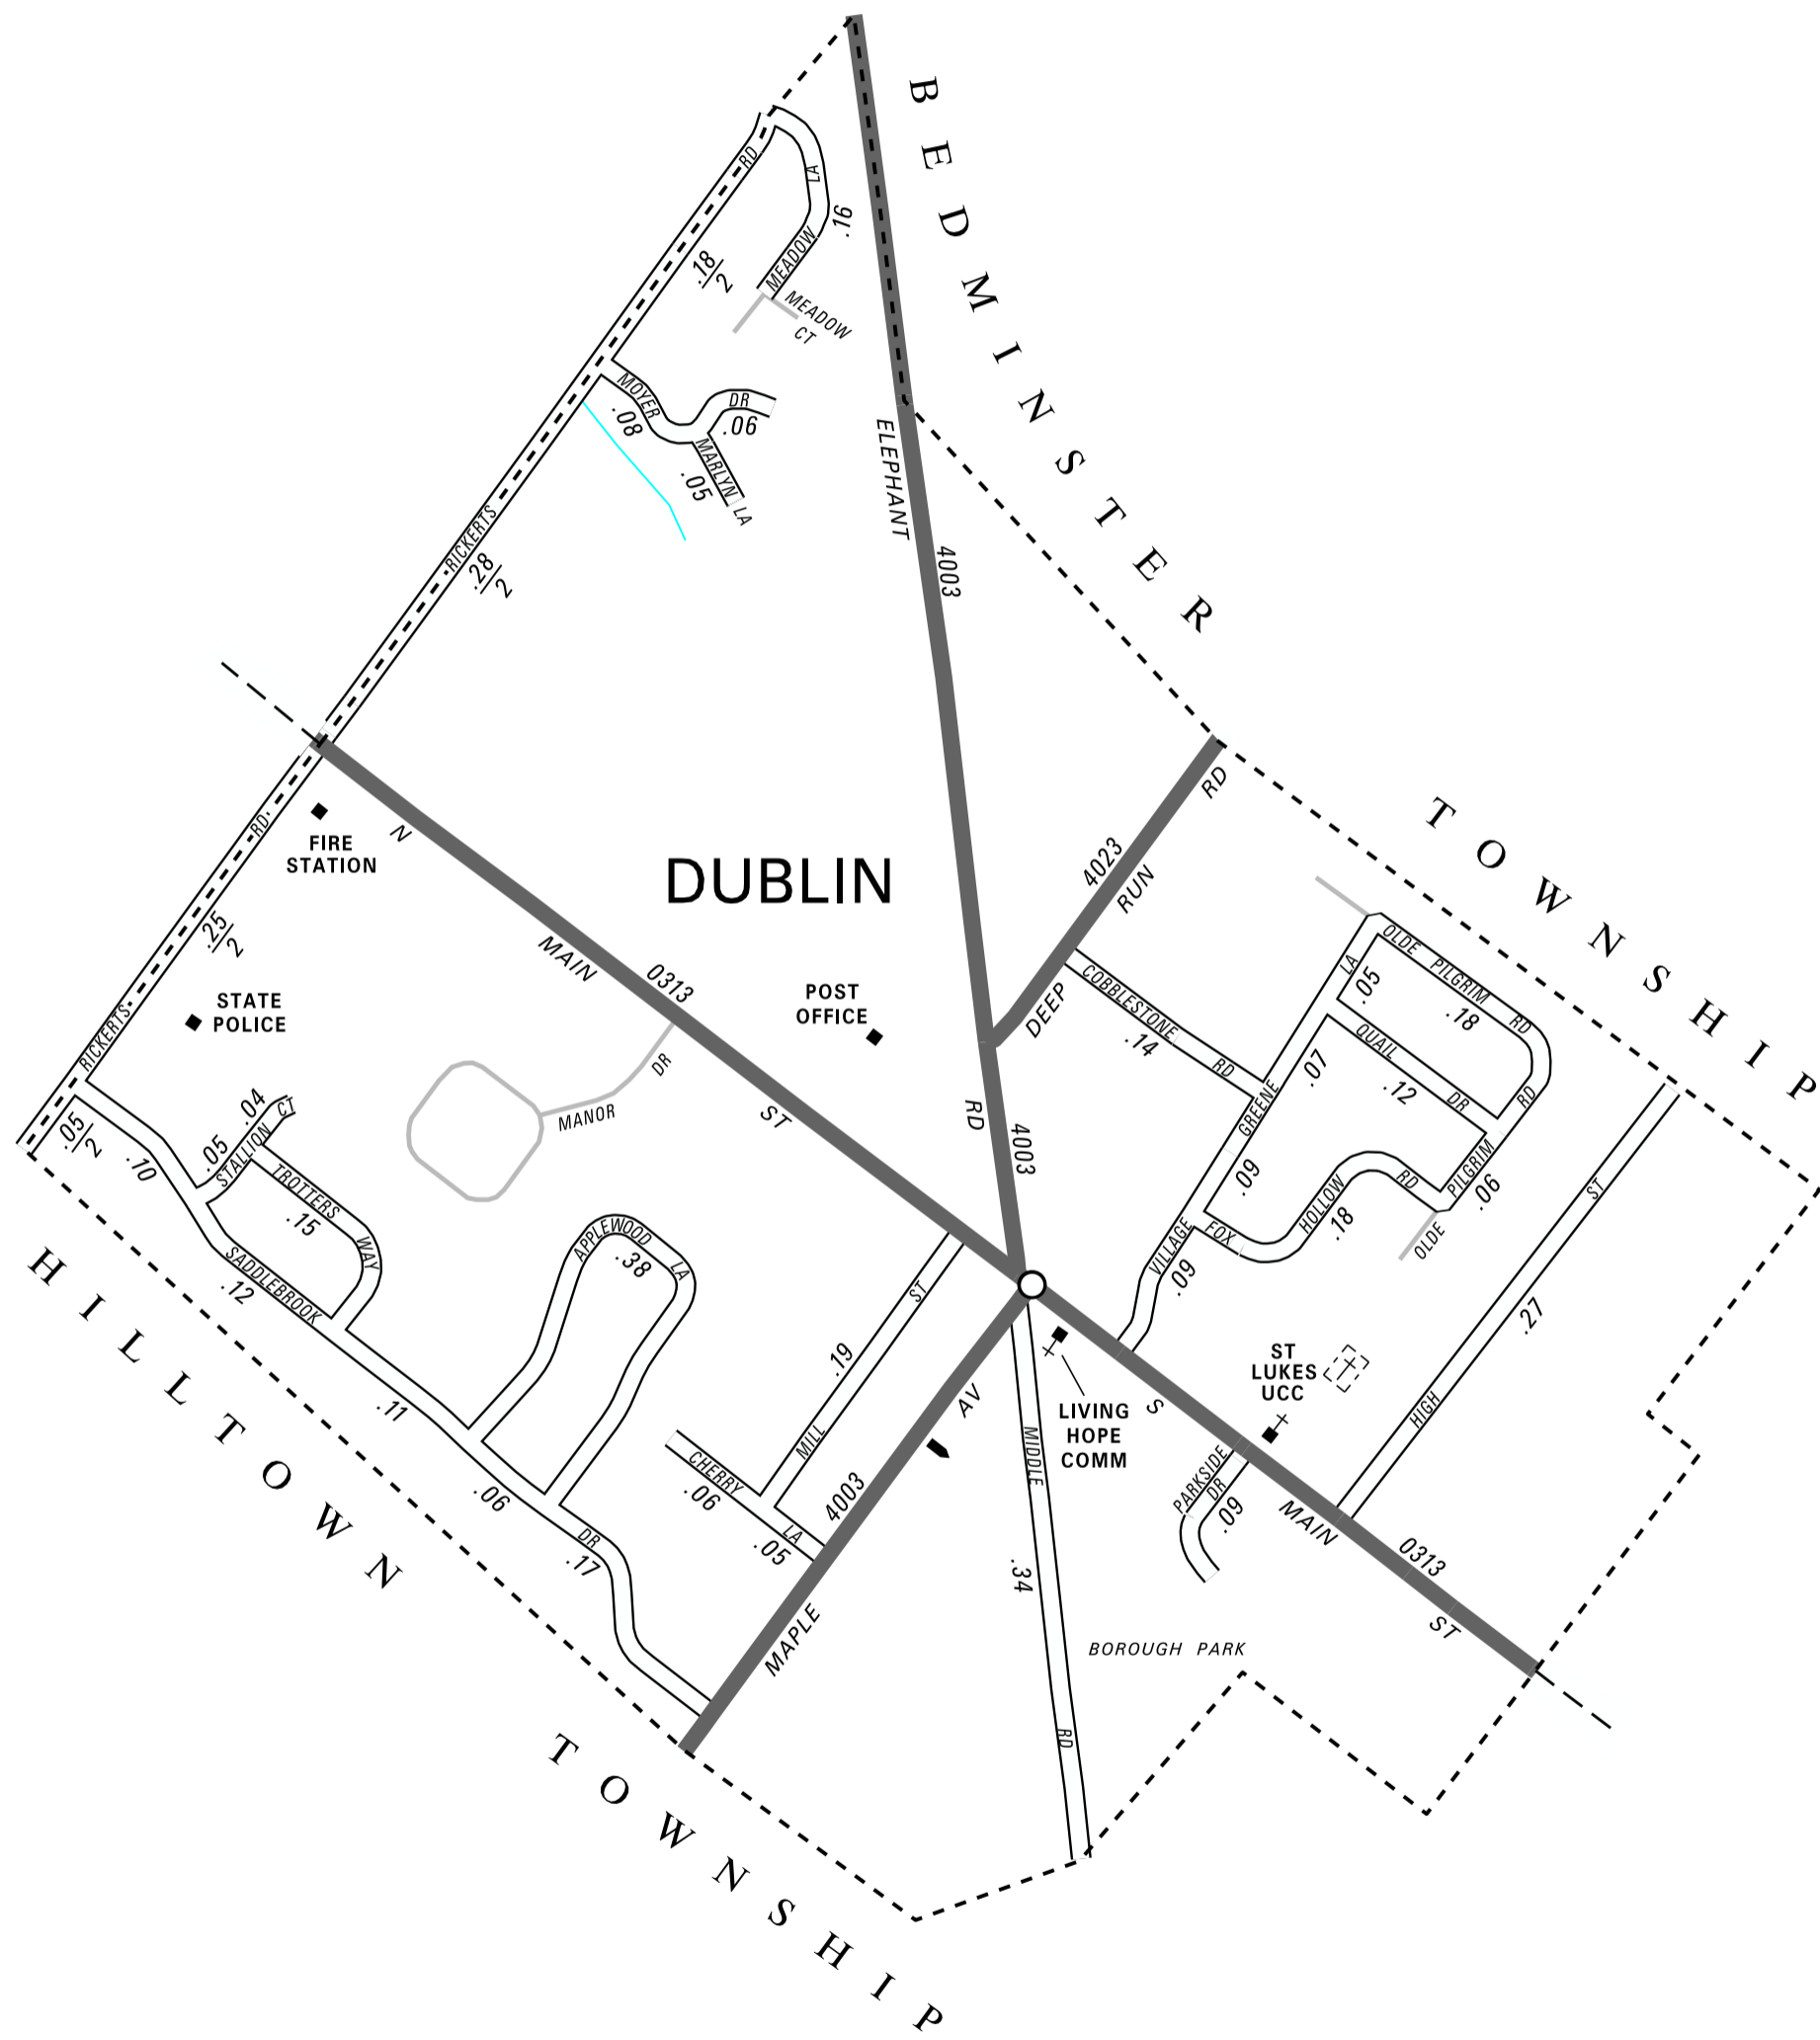 BEDMINSTER
TOWNSHIP
RD
LA
.16
.18
2
MEADOW
MEADOW
CT
MOYER
DR
.08
.06
MARLYN
LA
.05
ELEPHANT
4003
RICKERTS
.28
2
RD
N
FIRE
STATION
DUBLIN
RD
4023
RUN
DEEP
.25
2
MAIN
0313
STATE
POLICE
POST
OFFICE
COBBLESTONE
RD
.14
LA
.05
OLDE PILGRIM
RD
.18
QUAIL
DR
.12
.07
RD
RICKERTS
.05
2
.10
.04
CT
.05
STALLION
TROTTERS
WAY
.15
MANOR
DR
ST
RD
4003
GREENE
.09
VILLAGE
.09
FOX
HOLLOW
RD
.18
PILGRIM
.06
OLDE
ST
.27
HIGH
HILLTOWN
TOWNSHIP
SADDLEBROOK
.12
.11
APPLEWOOD
LA
.38
ST
.19
MILL
CHERRY
LA
.06
.05
.06
DR
.17
4003
AV
MAPLE
MIDDLE
.34
RD
LIVING
HOPE
COMM
S
ST
LUKES
UCC
PARKSIDE
DR
.09
MAIN
0313
ST
BOROUGH PARK